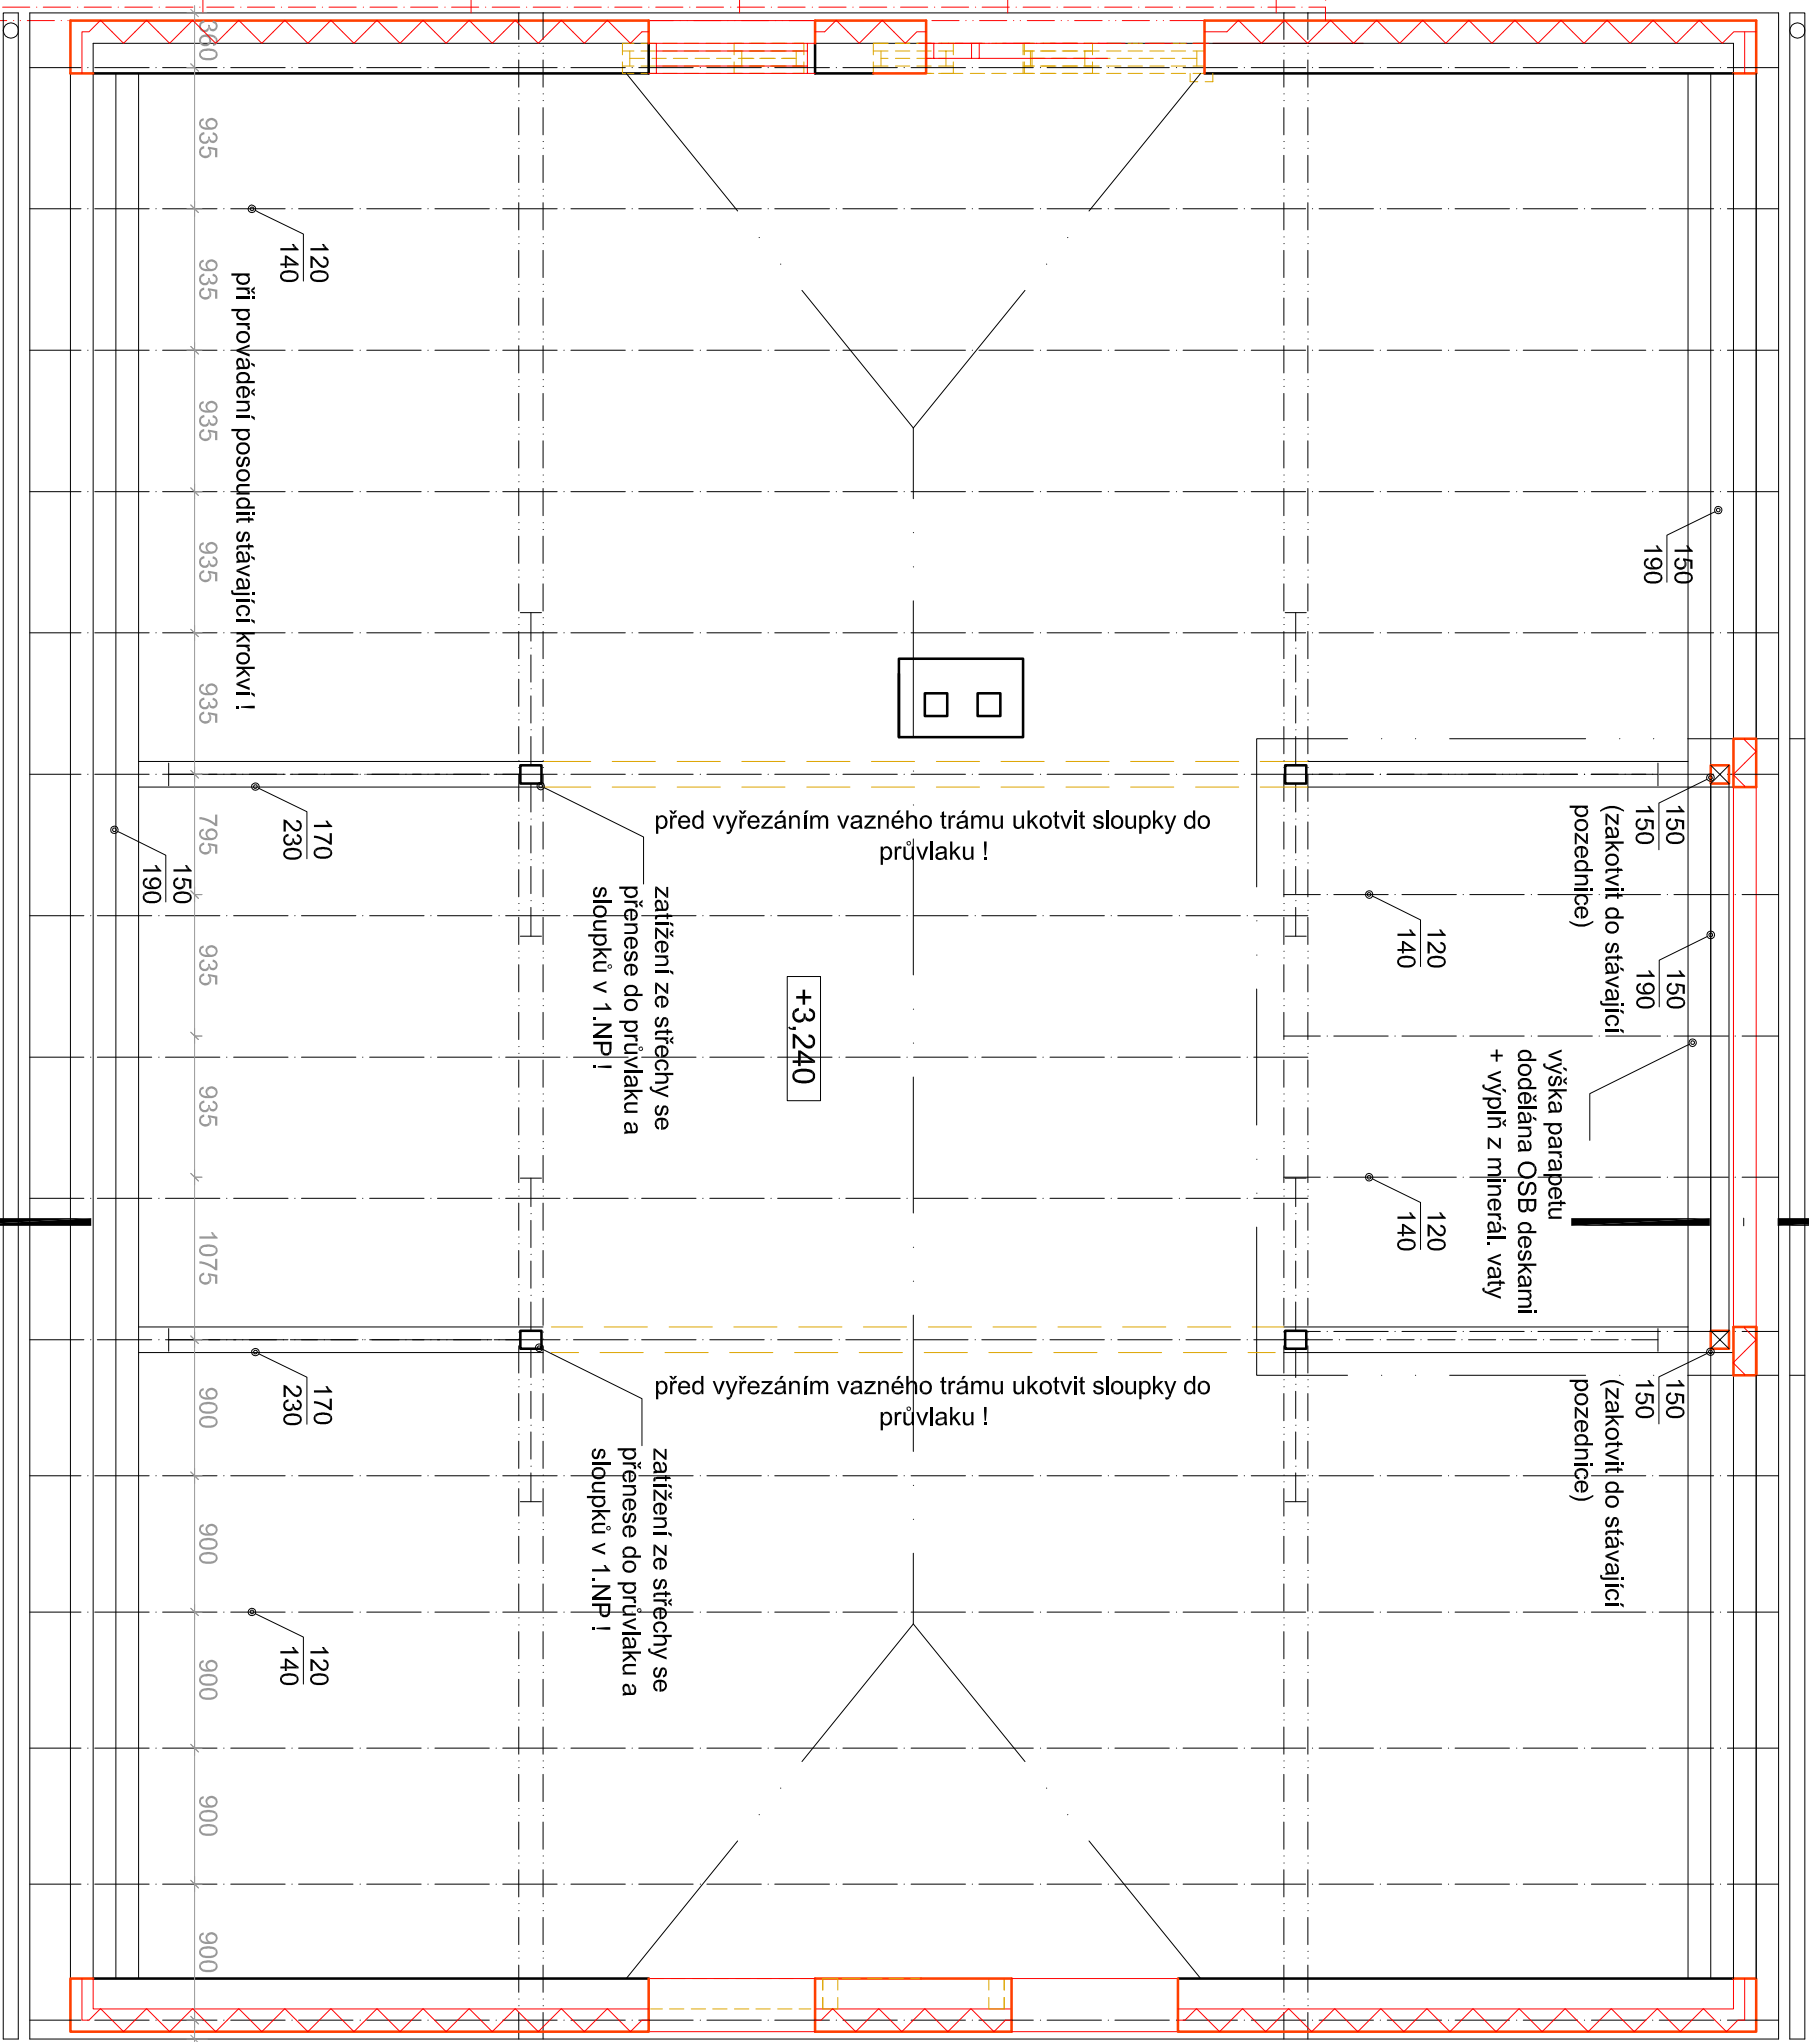 360
935
935
935
935
935
795
935
935
1075
900
900
900
900
900
120
140
při provádění posoudit stávající krokví !
150
190
170
230
150
190
před vyřezáním vazného trámu ukotvit sloupky do
průvlaku !
zatížení ze střechy se
přenese do průvlaku a
sloupků v 1.NP !
+3,240
150
150
(zakotvit do stávající
pozednice)
120
140
150
190
výška parapetu
dodělána OSB deskami
+ výplň z minerál. vaty
120
140
170
230
před vyřezáním vazného trámu ukotvit sloupky do
průvlaku !
zatížení ze střechy se
přenese do průvlaku a
sloupků v 1.NP !
150
150
(zakotvit do stávající
pozednice)
120
140